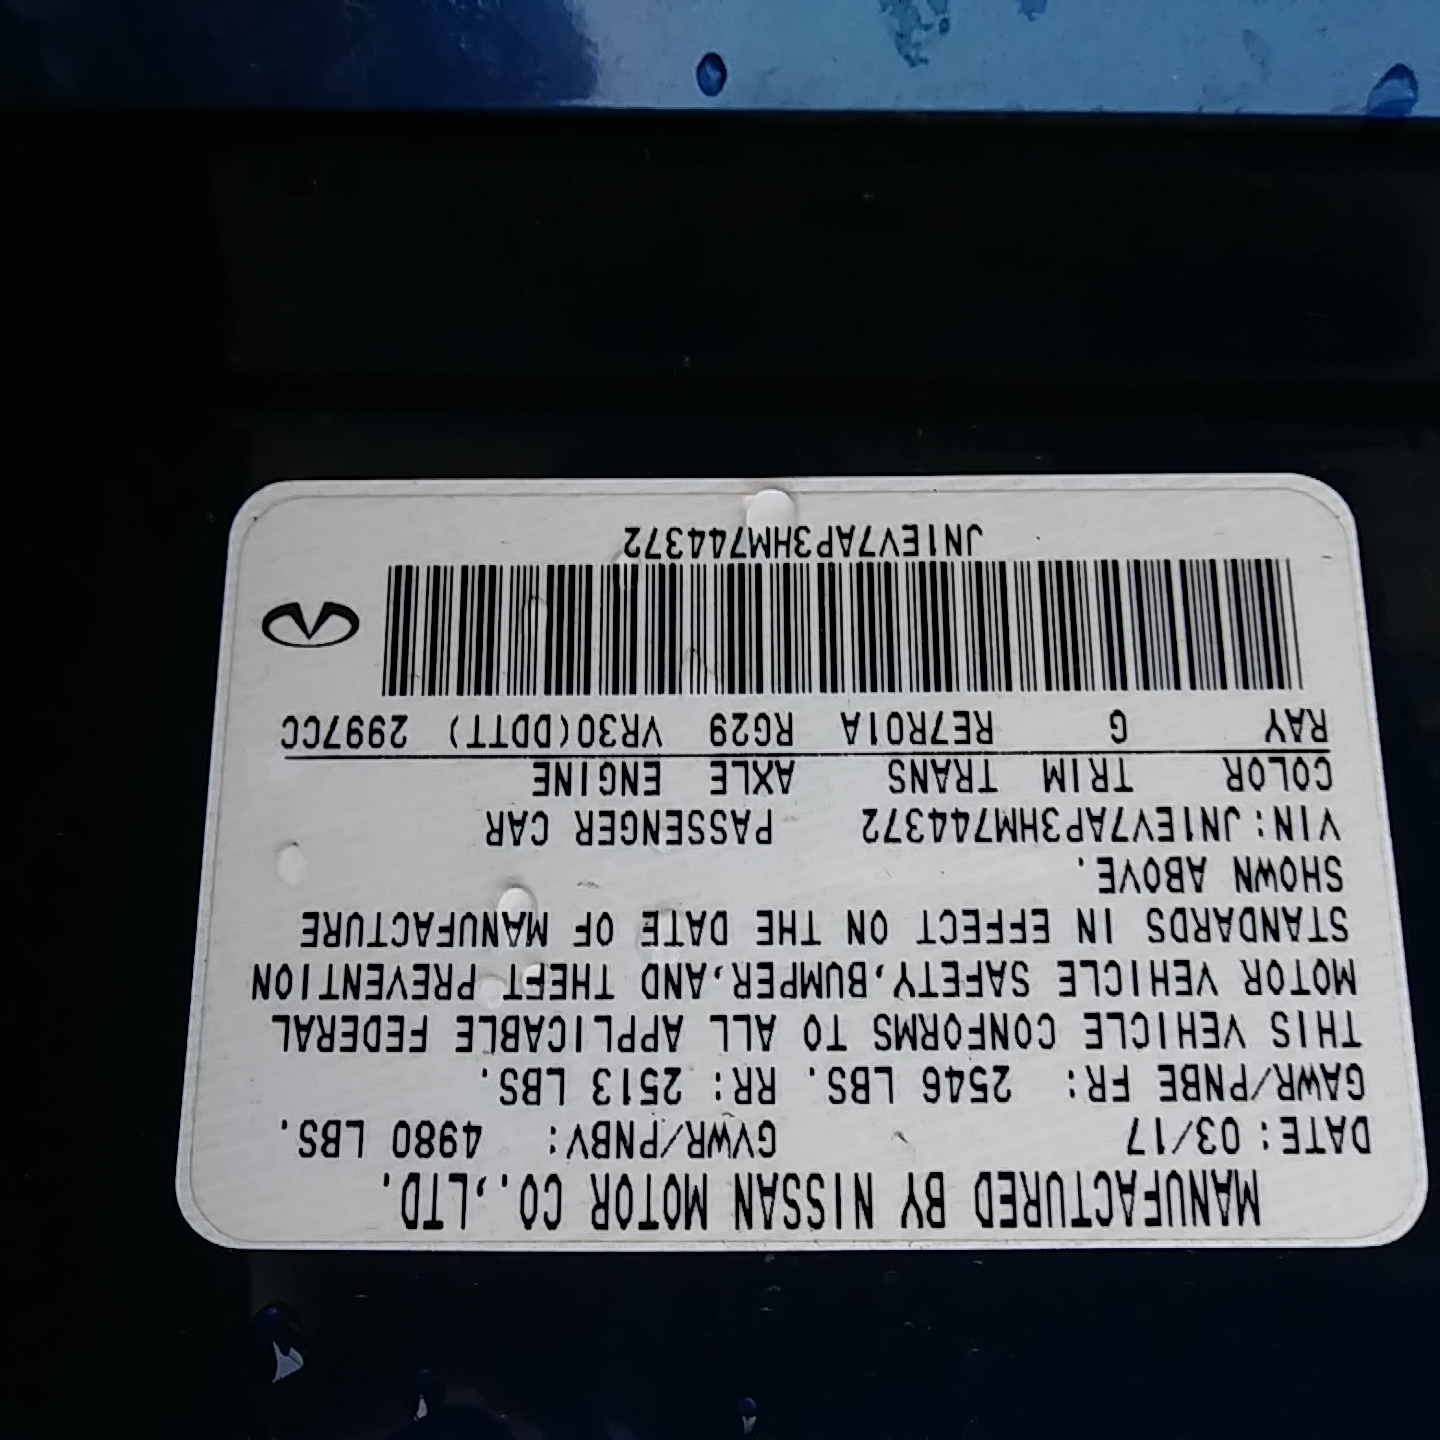 MANUFACTURED BY NISSAN MOTOR CO.,LTD.
DATE: 03/17 GVWR/PNBV: 4980 LBS.
GAWR/PNBE FR: 2546 LBS. RR: 2513 LBS.
THIS VEHICLE CONFORMS TO ALL APPLICABLE FEDERAL
MOTOR VEHICLE SAFETY,BUMPER,AND THEFT PREVENTION
STANDARDS IN EFFECT ON THE DATE OF MANUFACTURE
SHOWN ABOVE.
VIN:JN1EV7AP3HM744372 PASSENGER CAR
COLOR TRIM TRANS AXLE ENGINE
RAY G RE7R01A RG29 VR30(DDTT) 2997CC
JN1EV7AP3HM744372